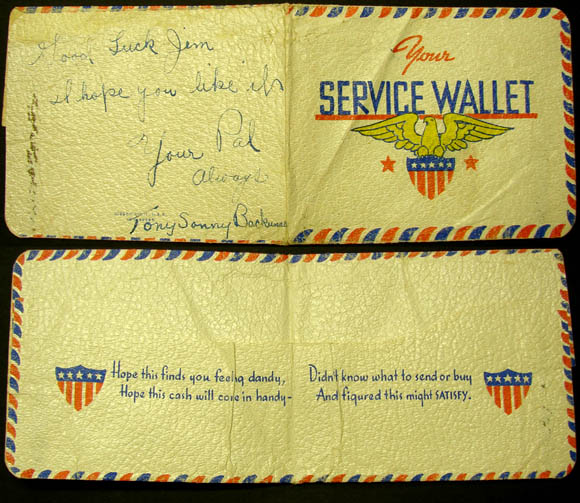 Good Luck Jim
I hope you like it
Your Pal
Always
Tony Sonny
Your
SERVICE WALLET
Hope this finds you feeling dandy,
Hope this cash will come in handy-
Didn't know what to send or buy
And figured this might SATISFY.